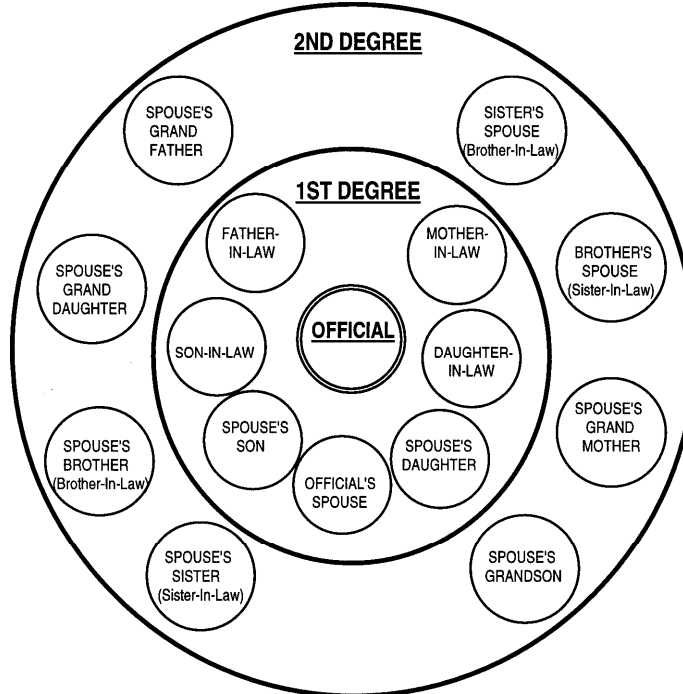 2ND DEGREE
SPOUSE'S
GRAND
FATHER
SISTER'S
SPOUSE
(Brother-In-Law)
1ST DEGREE
FATHER-
IN-LAW
MOTHER-
IN-LAW
SPOUSE'S
GRAND
DAUGHTER
BROTHER'S
SPOUSE
(Sister-In-Law)
OFFICIAL
SON-IN-LAW
DAUGHTER-
IN-LAW
SPOUSE'S
SON
SPOUSE'S
DAUGHTER
SPOUSE'S
GRAND
MOTHER
SPOUSE'S
BROTHER
(Brother-In-Law)
OFFICIAL'S
SPOUSE
SPOUSE'S
SISTER
(Sister-In-Law)
SPOUSE'S
GRANDSON